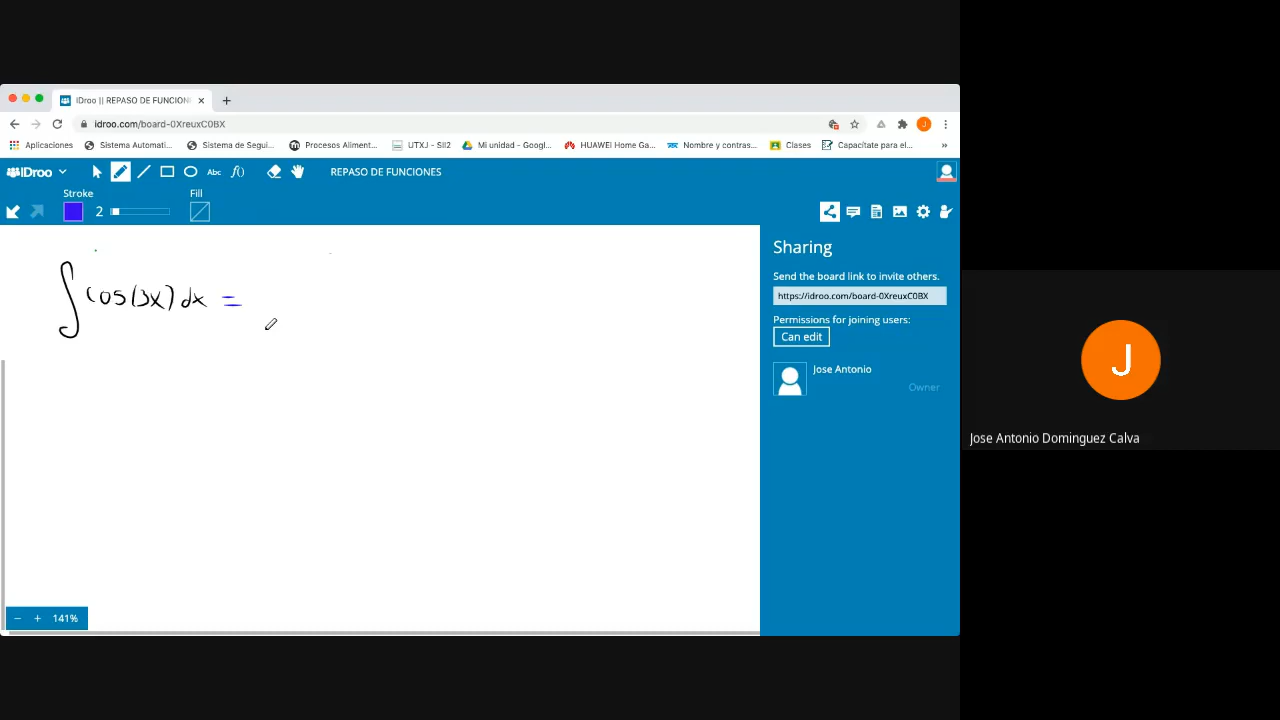 IDroo || REPASO DE FUNCION
idroo.com/board-0XreuxC0BX
Aplicaciones Sistema Automati... Sistema de Segui... Procesos Aliment... UTXJ - SII2 Mi unidad - Googl... HUAWEI Home Ga... Nombre y contras... Clases Capacítate para el... »
IDroo Abc f() REPASO DE FUNCIONES
Stroke Fill
2
Sharing
Send the board link to invite others.
https://idroo.com/board-0XreuxC0BX
Permissions for joining users:
Can edit
Jose Antonio
Owner
∫cos(3x)dx =
141%
J
Jose Antonio Dominguez Calva